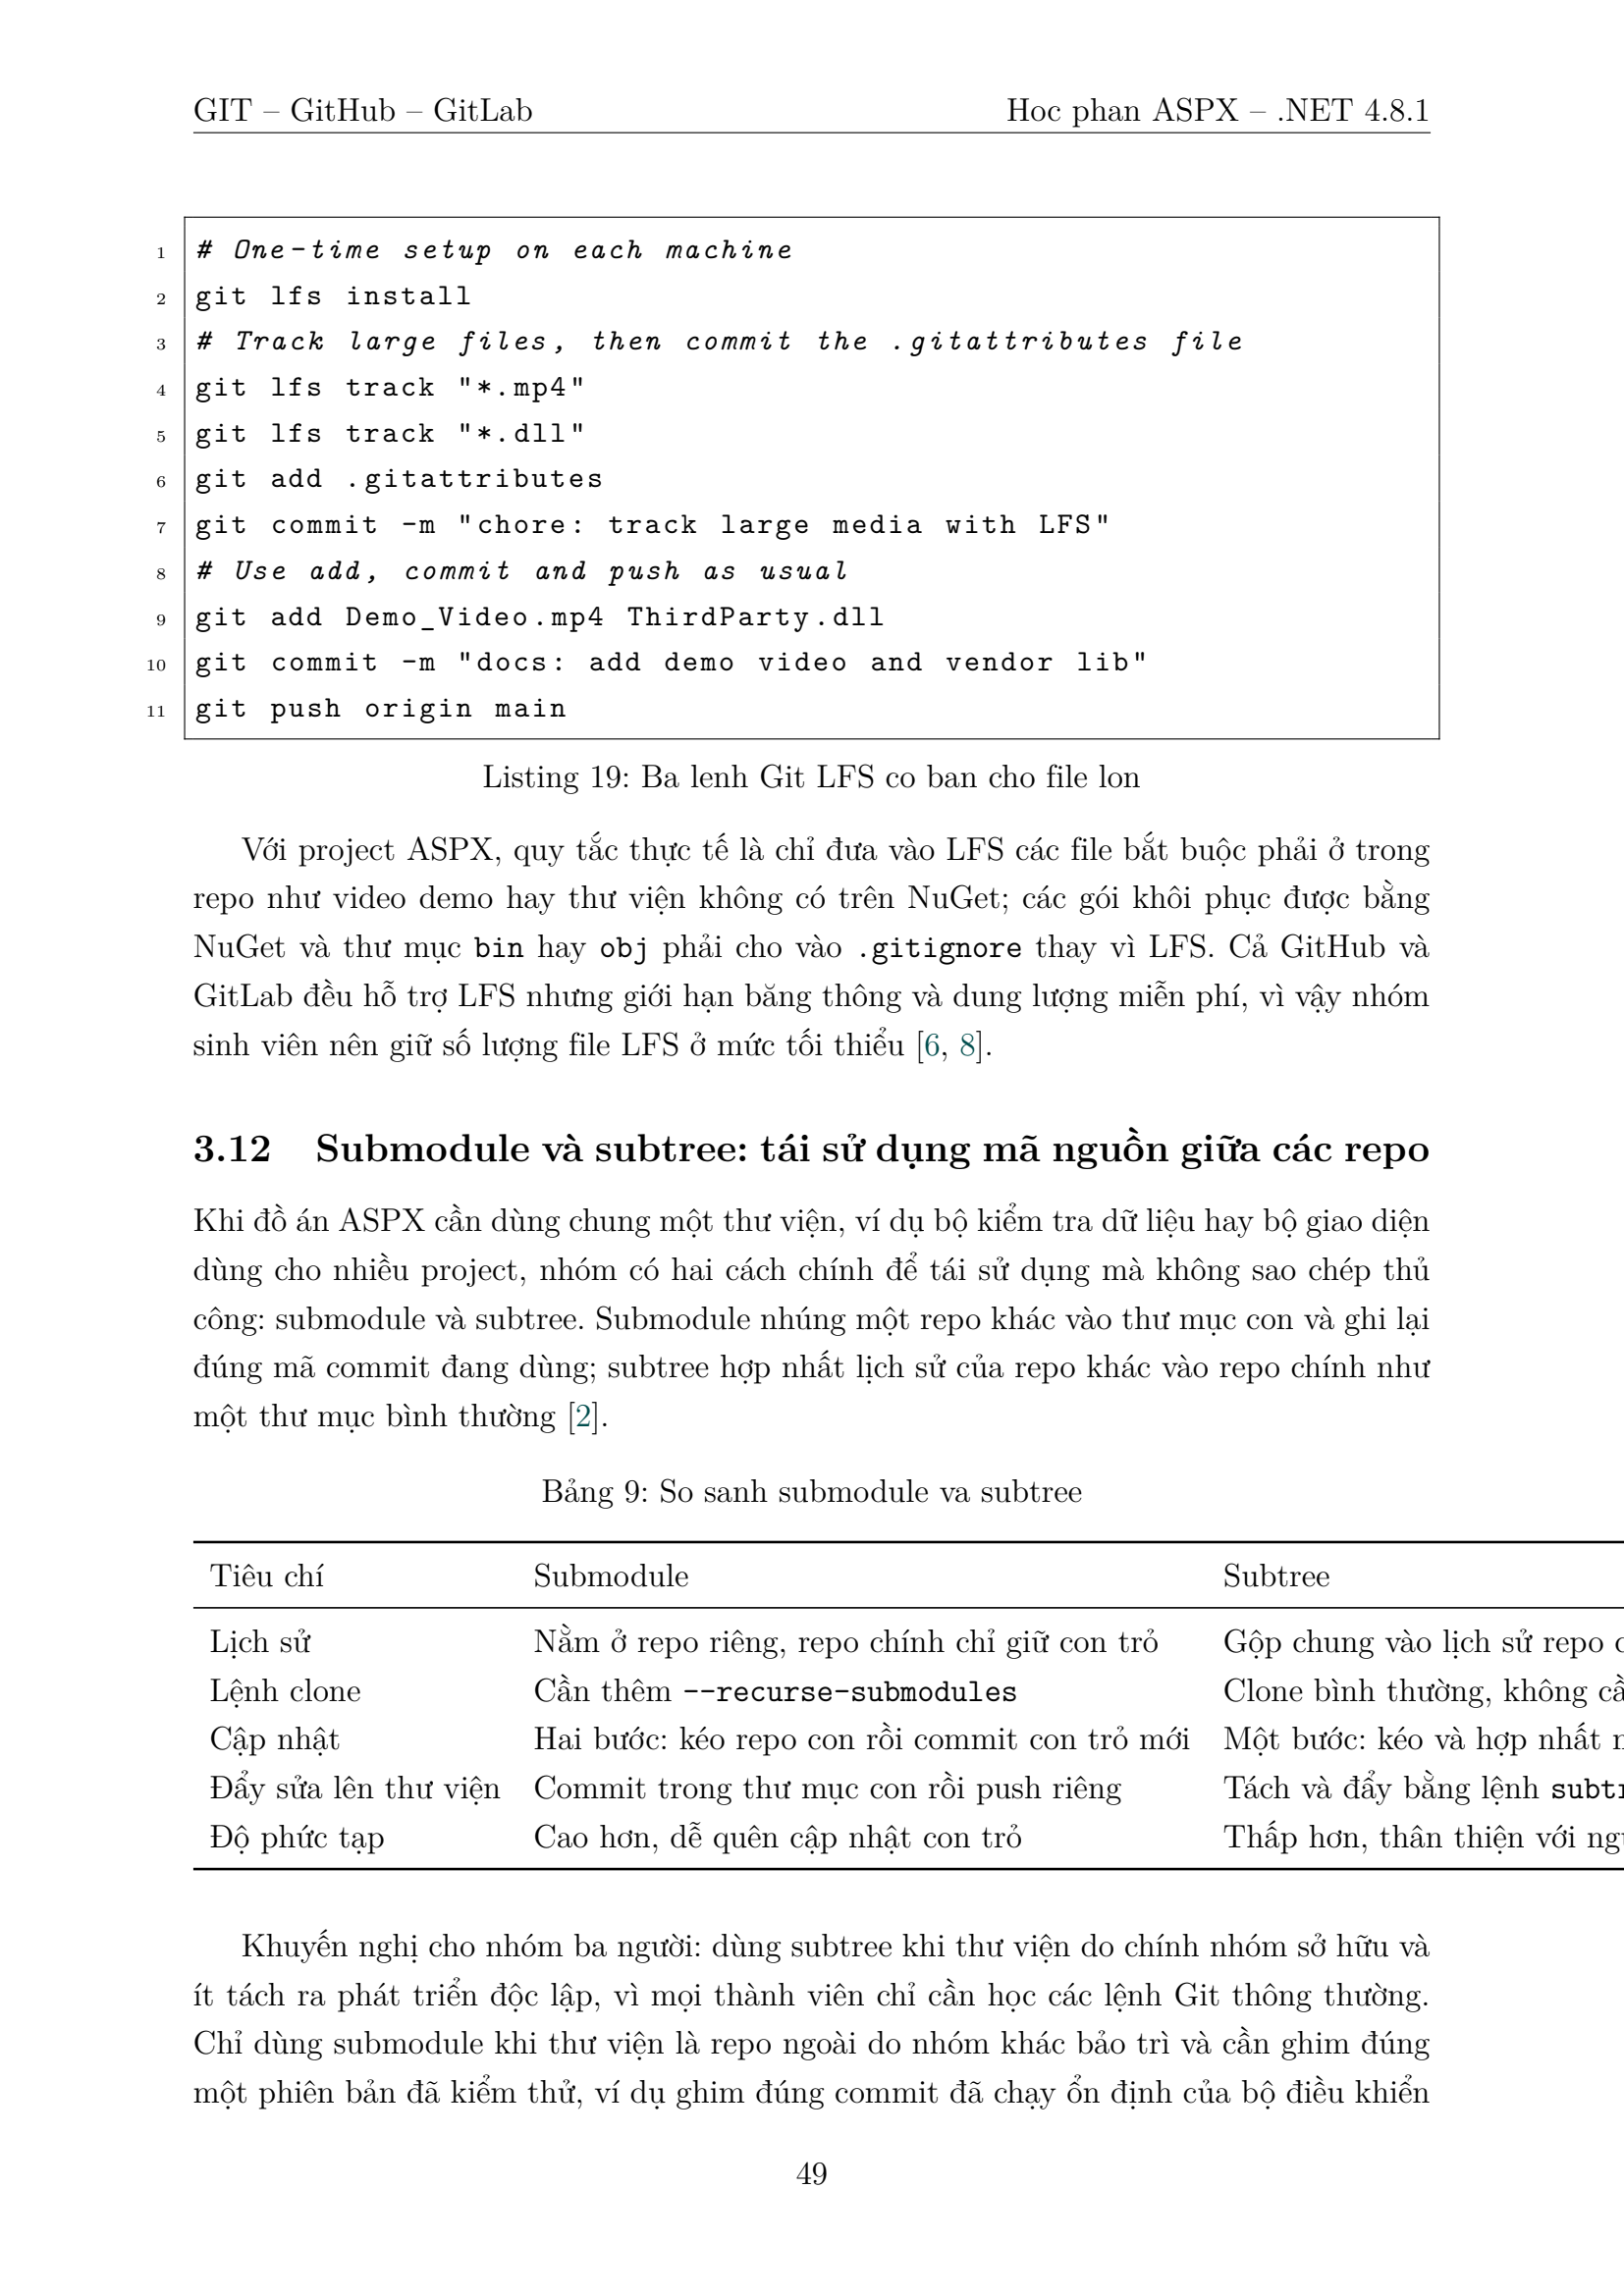 GIT – GitHub – GitLab
Hoc phan ASPX – .NET 4.8.1
1 # One-time setup on each machine
2 git lfs install
3 # Track large files, then commit the .gitattributes file
4 git lfs track "*.mp4"
5 git lfs track "*.dll"
6 git add .gitattributes
7 git commit -m "chore: track large media with LFS"
8 # Use add, commit and push as usual
9 git add Demo_Video.mp4 ThirdParty.dll
10 git commit -m "docs: add demo video and vendor lib"
11 git push origin main
Listing 19: Ba lenh Git LFS co ban cho file lon
Với project ASPX, quy tắc thực tế là chỉ đưa vào LFS các file bắt buộc phải ở trong
repo như video demo hay thư viện không có trên NuGet; các gói khôi phục được bằng
NuGet và thư mục bin hay obj phải cho vào .gitignore thay vì LFS. Cả GitHub và
GitLab đều hỗ trợ LFS nhưng giới hạn băng thông và dung lượng miễn phí, vì vậy nhóm
sinh viên nên giữ số lượng file LFS ở mức tối thiểu [6, 8].
3.12 Submodule và subtree: tái sử dụng mã nguồn giữa các repo
Khi đồ án ASPX cần dùng chung một thư viện, ví dụ bộ kiểm tra dữ liệu hay bộ giao diện
dùng cho nhiều project, nhóm có hai cách chính để tái sử dụng mà không sao chép thủ
công: submodule và subtree. Submodule nhúng một repo khác vào thư mục con và ghi lại
đúng mã commit đang dùng; subtree hợp nhất lịch sử của repo khác vào repo chính như
một thư mục bình thường [2].
Bảng 9: So sanh submodule va subtree
Tiêu chí Submodule Subtree
Lịch sử Nằm ở repo riêng, repo chính chỉ giữ con trỏ Gộp chung vào lịch sử repo
Lệnh clone Cần thêm --recurse-submodules Clone bình thường, không
Cập nhật Hai bước: kéo repo con rồi commit con trỏ mới Một bước: kéo và hợp nhất
Đẩy sửa lên thư viện Commit trong thư mục con rồi push riêng Tách và đẩy bằng lệnh
Độ phức tạp Cao hơn, dễ quên cập nhật con trỏ Thấp hơn, thân thiện với
Khuyến nghị cho nhóm ba người: dùng subtree khi thư viện do chính nhóm sở hữu và
ít tách ra phát triển độc lập, vì mọi thành viên chỉ cần học các lệnh Git thông thường.
Chỉ dùng submodule khi thư viện là repo ngoài do nhóm khác bảo trì và cần ghim đúng
một phiên bản đã kiểm thử, ví dụ ghim đúng commit đã chạy ổn định của bộ điều khiển
49